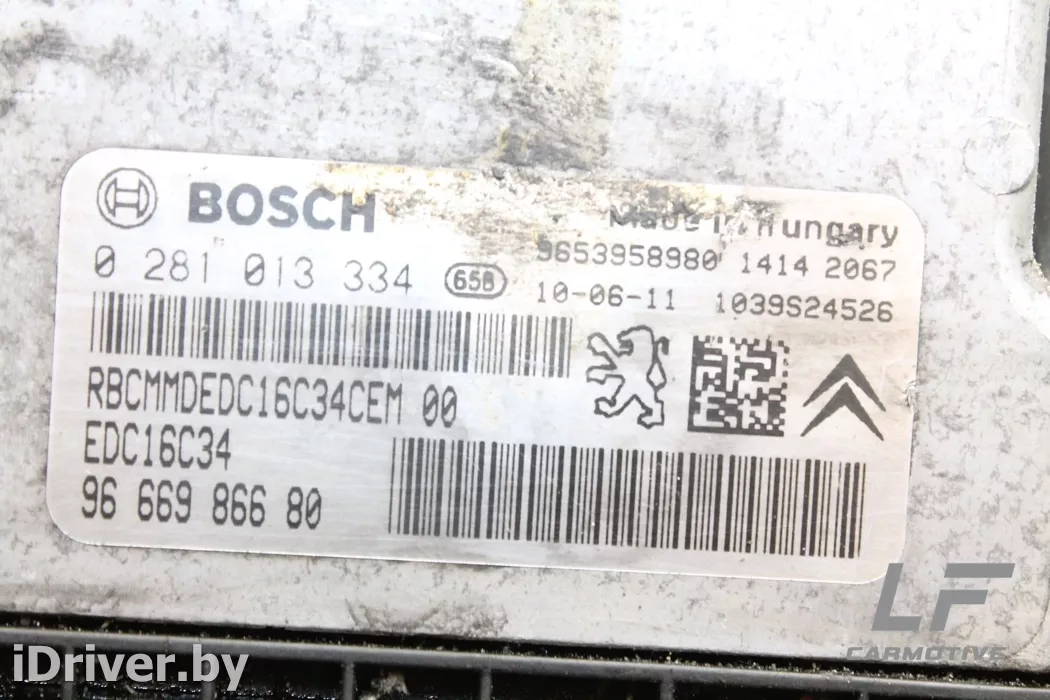 BOSCH
Made in Hungary
0 281 013 334 65B
9653958980 1414 2067
10-06-11 1039S24526
RBCMMDEDC16C34CEM 00
EDC16C34
96 669 866 80
LF
CARMOTIVE
iDriver.by